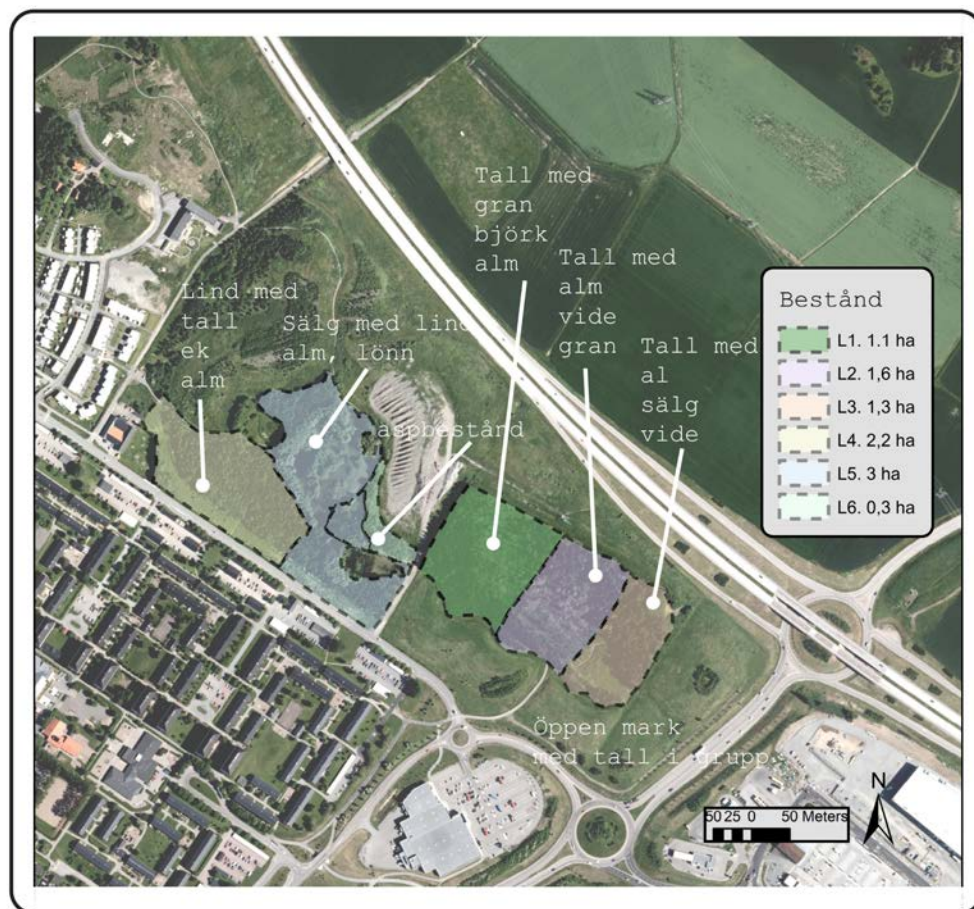 Tall med
gran
björk
alm
Tall med
alm
vide
gran
Lind med
tall
ek
alm
Sälg med lind
alm, lönn
Tall med
al
sälg
vide
aspbestånd
Öppen mark
med tall i grupp.
Bestånd
L1. 1.1 ha
L2. 1,6 ha
L3. 1,3 ha
L4. 2,2 ha
L5. 3 ha
L6. 0,3 ha
N
50 25 0 50 Meters